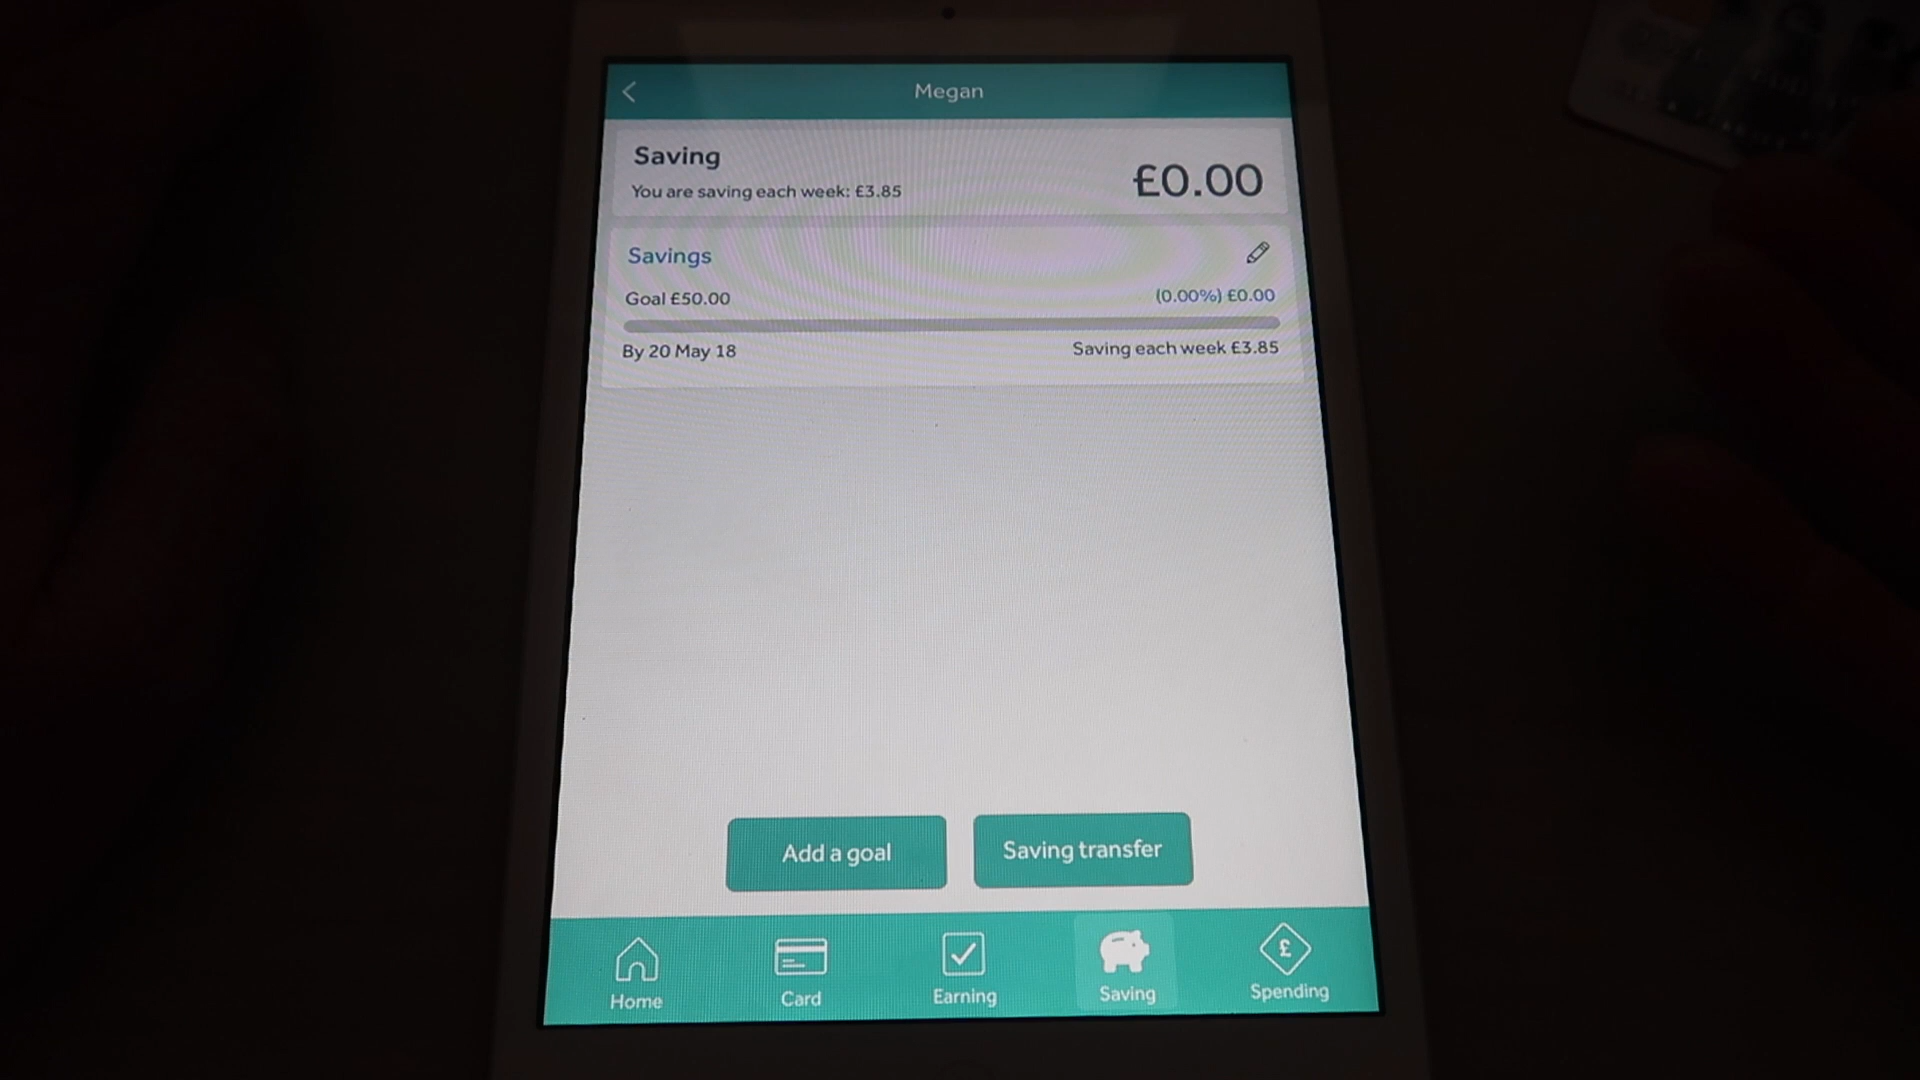 Megan
Saving
You are saving each week: £3.85
£0.00
Savings
Goal £50.00
(0.00%) £0.00
By 20 May 18
Saving each week £3.85
Add a goal
Saving transfer
Home
Card
Earning
Saving
£
Spending